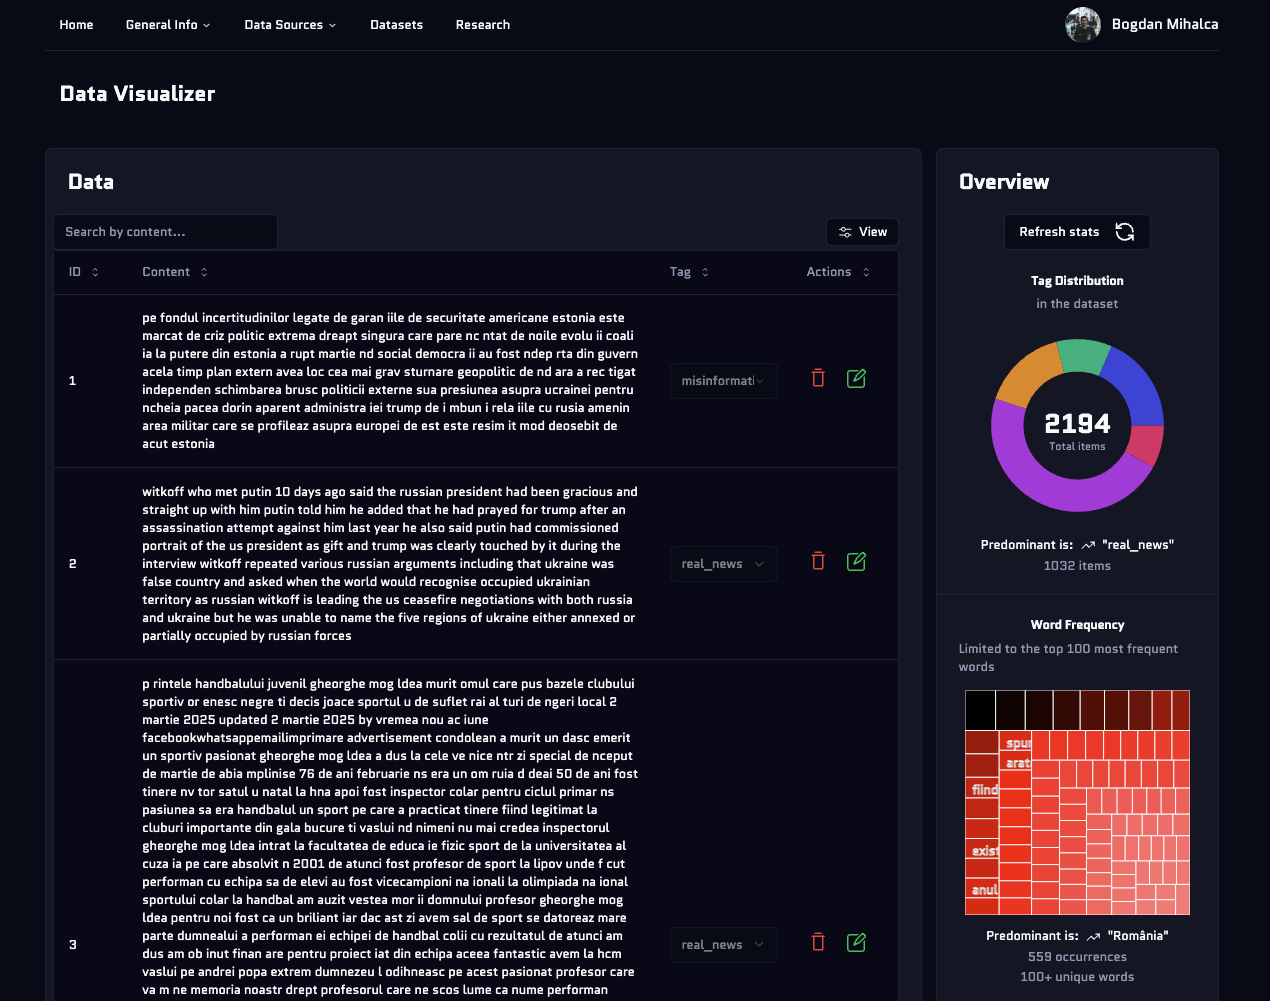 Home
General Info
Data Sources
Datasets
Research
Bogdan Mihalca
Data Visualizer
Data
Search by content...
View
ID
Content
Tag
Actions
1
pe fondul incertitudinilor legate de garan iile de securitate americane estonia este
marcat de criz politic extrema dreapt singura care pare nc ntat de noile evolu ii coali
ia la putere din estonia a rupt martie nd social democra ii au fost ndep rta din guvern
acela timp plan extern avea loc cea mai grav sturnare geopolitic de nd ara a rec tigat
independen schimbarea brusc politicii externe sua presiunea asupra ucrainei pentru
ncheia pacea dorin aparent administra iei trump de i mbun i rela iile cu rusia amenin
area militar care se profileaz asupra europei de est este resim it mod deosebit de
acut estonia
misinformati
2
witkoff who met putin 10 days ago said the russian president had been gracious and
straight up with him putin told him he added that he had prayed for trump after an
assassination attempt against him last year he also said putin had commissioned
portrait of the us president as gift and trump was clearly touched by it during the
interview witkoff repeated various russian arguments including that ukraine was
false country and asked when the world would recognise occupied ukrainian
territory as russian witkoff is leading the us ceasefire negotiations with both russia
and ukraine but he was unable to name the five regions of ukraine either annexed or
partially occupied by russian forces
real_news
3
p rintele handbalului juvenil gheorghe mog ldea murit omul care pus bazele clubului
sportiv or enesc negre ti decis joace sportul u de suflet rai al turi de ngeri local 2
martie 2025 updated 2 martie 2025 by vremea nou ac iune
facebookwhatsappemailimprimare advertisement condolean a murit un dasc emerit
un sportiv pasionat gheorghe mog ldea a dus la cele ve nice ntr zi special de nceput
de martie de abia mplinise 76 de ani februarie ns era un om ruia d deai 50 de ani fost
tinere nv tor satul u natal la hna apoi fost inspector colar pentru ciclul primar ns
pasiunea sa era handbalul un sport pe care a practicat tinere fiind legitimat la
cluburi importante din gala bucure ti vaslui nd nimeni nu mai credea inspectorul
gheorghe mog ldea intrat la facultatea de educa ie fizic sport de la universitatea al
cuza ia pe care absolvit n 2001 de atunci fost profesor de sport la lipov unde f cut
performan cu echipa sa de elevi au fost vicecampioni na ionali la olimpiada na ional
sportului colar la handbal am auzit vestea mor ii domnului profesor gheorghe mog
ldea pentru noi fost ca un briliant iar dac ast zi avem sal de sport se datoreaz mare
parte dumnealui a performan ei echipei de handbal colii cu rezultatul de atunci am
dus am ob inut finan are pentru proiect iat din echipa aceea fantastic avem la hcm
vaslui pe andrei popa extrem dumnezeu l odihneasc pe acest pasionat profesor care
va m ne memoria noastr drept profesorul care ne scos lume ca nume performan
real_news
Overview
Refresh stats
Tag Distribution
in the dataset
2194
Total items
Predominant is: "real_news"
1032 items
Word Frequency
Limited to the top 100 most frequent
words
spur
arat
fiind
exist
anul
Predominant is: "România"
559 occurrences
100+ unique words